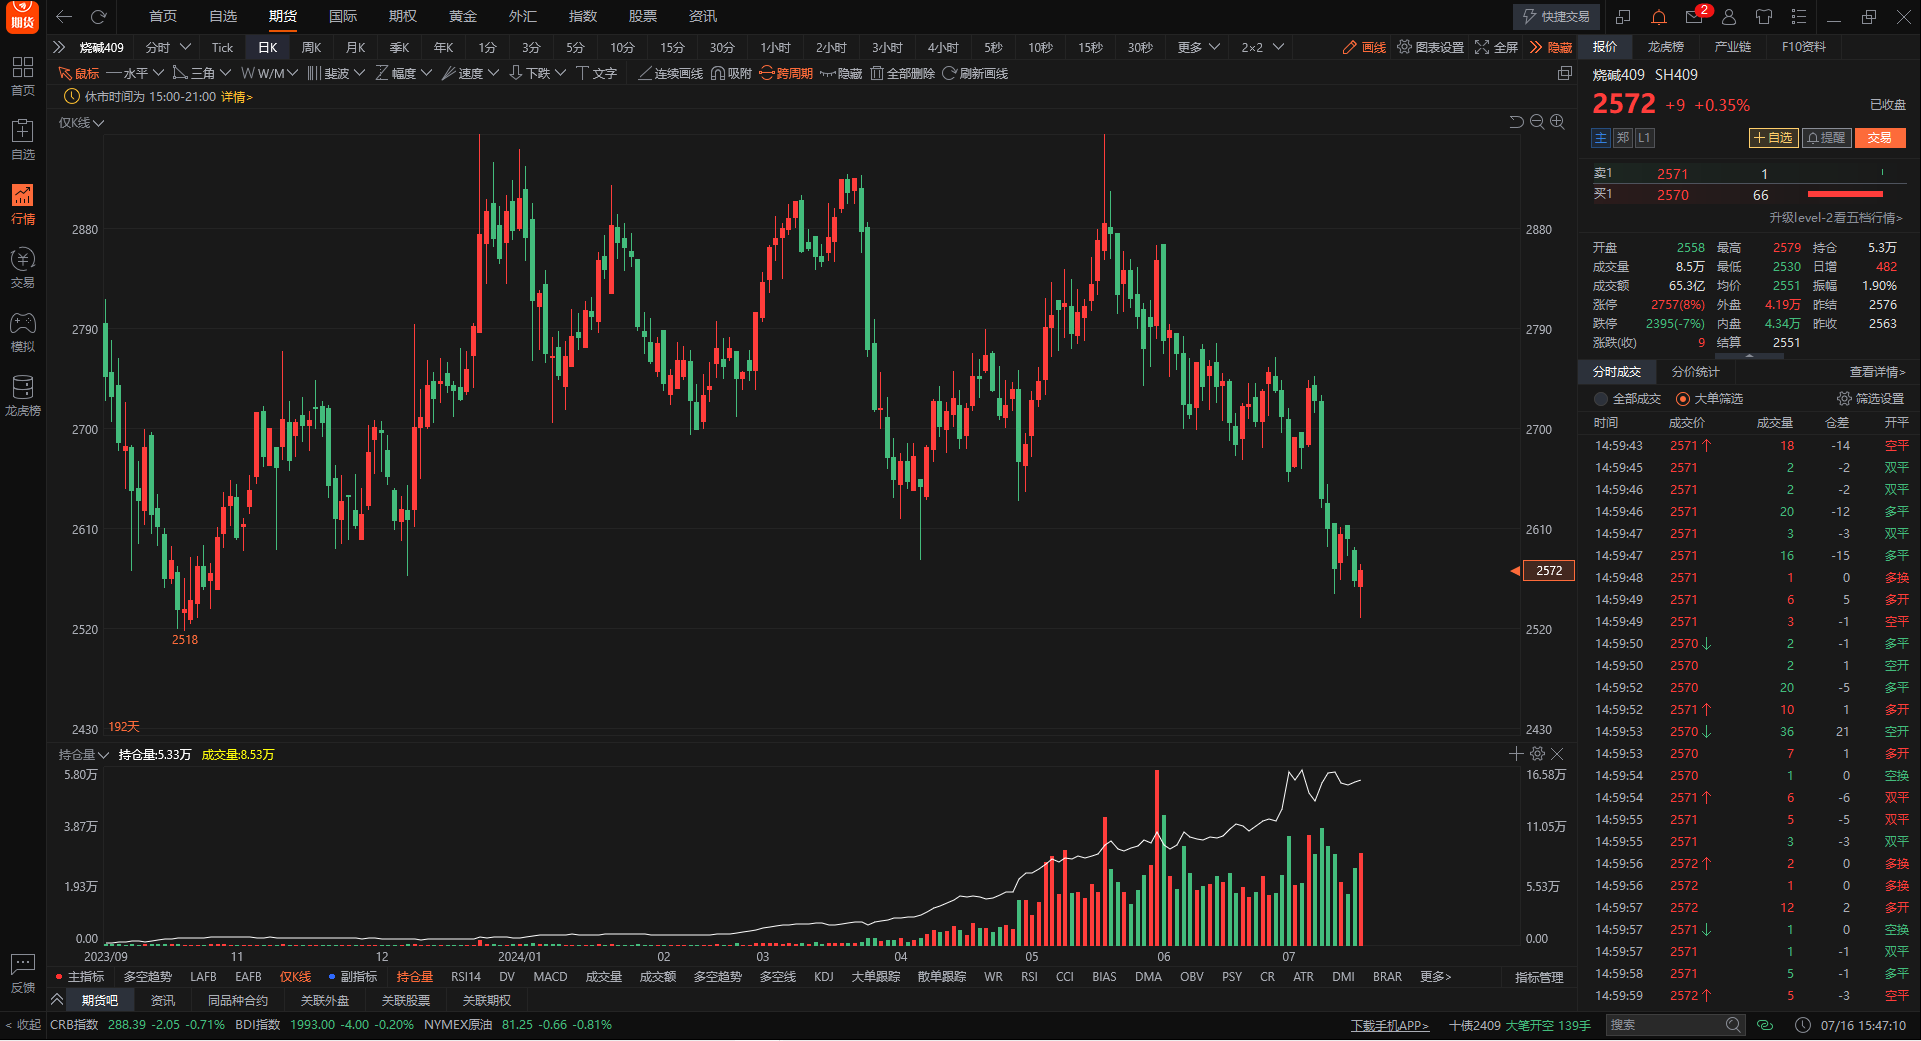 期货 首页 自选 期货 国际 期权 黄金 外汇 指数 股票 资讯 快捷交易 2
烧碱409 分时 Tick 日K 周K 月K 季K 年K 1分 3分 5分 10分 15分 30分 1小时 2小时 3小时 4小时 5秒 10秒 15秒 30秒 更多 2×2 画线 图表设置 全屏 隐藏
鼠标 水平 三角 W/M 斐波 幅度 速度 下跌 文字 连续画线 吸附 跨周期 隐藏 全部删除 刷新画线
休市时间为 15:00-21:00 详情>
仅K线
首页
自选
行情
交易
模拟
龙虎榜
反馈
< 收起
2880 2880
2790 2790
2700 2700
2610 2610
2572
2520 2520
2518
2430 2430
192天
持仓量 持仓量:5.33万 成交量:8.53万
5.80万 16.58万
3.87万 11.05万
1.93万 5.53万
0.00 0.00
2023/09 11 12 2024/01 02 03 04 05 06 07
主指标 多空趋势 LAFB EAFB 仅K线 副指标 持仓量 RSI14 DV MACD 成交量 成交额 多空趋势 多空线 KDJ 大单跟踪 散单跟踪 WR RSI CCI BIAS DMA OBV PSY CR ATR DMI BRAR 更多> 指标管理
期货吧 资讯 同品种合约 关联外盘 关联股票 关联期权
报价 龙虎榜 产业链 F10资料
烧碱409 SH409
2572 +9 +0.35% 已收盘
主 郑 L1 自选 提醒 交易
卖1 2571 1
买1 2570 66
升级level-2看五档行情>
开盘 2558 最高 2579 持仓 5.3万
成交量 8.5万 最低 2530 日增 482
成交额 65.3亿 均价 2551 振幅 1.90%
涨停 2757(8%) 外盘 4.19万 昨结 2576
跌停 2395(-7%) 内盘 4.34万 昨收 2563
涨跌(收) 9 结算 2551
分时成交 分价统计 查看详情>
全部成交 大单筛选 筛选设置
时间 成交价 成交量 仓差 开平
14:59:43 2571↑ 18 -14 空平
14:59:45 2571 2 -2 双平
14:59:46 2571 2 -2 双平
14:59:46 2571 20 -12 多平
14:59:47 2571 3 -3 双平
14:59:47 2571 16 -15 多平
14:59:48 2571 1 0 多换
14:59:49 2571 6 5 多开
14:59:49 2571 3 -1 空平
14:59:50 2570↓ 2 -1 多平
14:59:50 2570 2 1 空开
14:59:52 2570 20 -5 多平
14:59:52 2571↑ 10 1 多开
14:59:53 2570↓ 36 21 空开
14:59:53 2570 7 1 多开
14:59:54 2570 1 0 空换
14:59:54 2571↑ 6 -6 双平
14:59:55 2571 5 -5 双平
14:59:55 2571 3 -3 双平
14:59:56 2572↑ 2 0 多换
14:59:56 2572 1 0 多换
14:59:57 2572 12 2 多开
14:59:57 2571↓ 1 0 空换
14:59:57 2571 1 -1 双平
14:59:58 2571 5 -1 多平
14:59:59 2572↑ 5 -3 空平
CRB指数 288.39 -2.05 -0.71% BDI指数 1993.00 -4.00 -0.20% NYMEX原油 81.25 -0.66 -0.81% 下载手机APP> 十债2409 大笔开空 139手 搜索 07/16 15:47:10